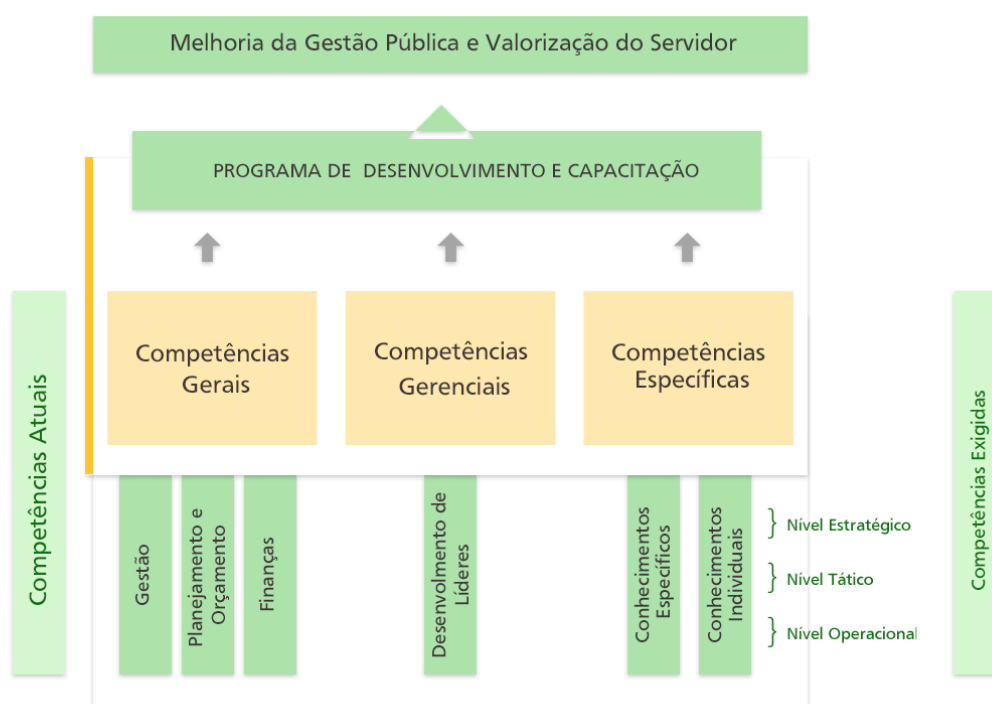 Melhoria da Gestão Pública e Valorização do Servidor
PROGRAMA DE DESENVOLVIMENTO E CAPACITAÇÃO
Competências Atuais
Competências
Gerais
Competências
Gerenciais
Competências
Específicas
Gestão
Planejamento e
Orçamento
Finanças
Desenvolmento de
Líderes
Conhecimentos
Específicos
Conhecimentos
Individuais
} Nível Estratégico
} Nível Tático
} Nível Operacional
Competências Exigidas